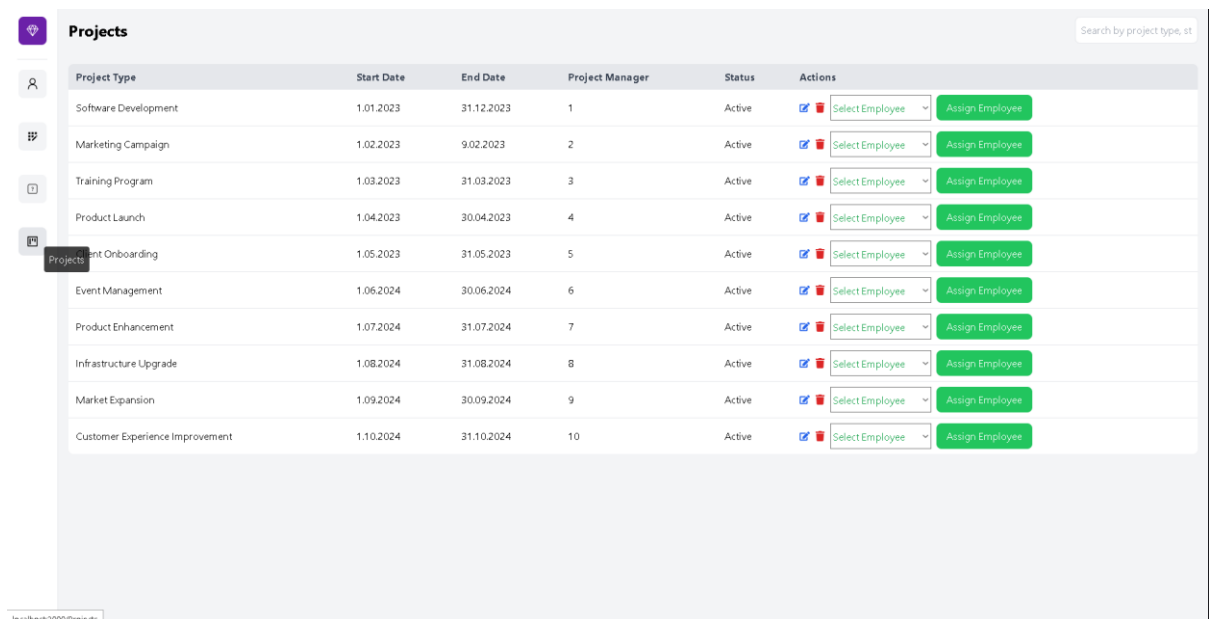 Projects
Search by project type, st
Project Type Start Date End Date Project Manager Status Actions
Software Development 1.01.2023 31.12.2023 1 Active Select Employee Assign Employee
Marketing Campaign 1.02.2023 9.02.2023 2 Active Select Employee Assign Employee
Training Program 1.03.2023 31.03.2023 3 Active Select Employee Assign Employee
Product Launch 1.04.2023 30.04.2023 4 Active Select Employee Assign Employee
Projects
ent Onboarding 1.05.2023 31.05.2023 5 Active Select Employee Assign Employee
Event Management 1.06.2024 30.06.2024 6 Active Select Employee Assign Employee
Product Enhancement 1.07.2024 31.07.2024 7 Active Select Employee Assign Employee
Infrastructure Upgrade 1.08.2024 31.08.2024 8 Active Select Employee Assign Employee
Market Expansion 1.09.2024 30.09.2024 9 Active Select Employee Assign Employee
Customer Experience Improvement 1.10.2024 31.10.2024 10 Active Select Employee Assign Employee